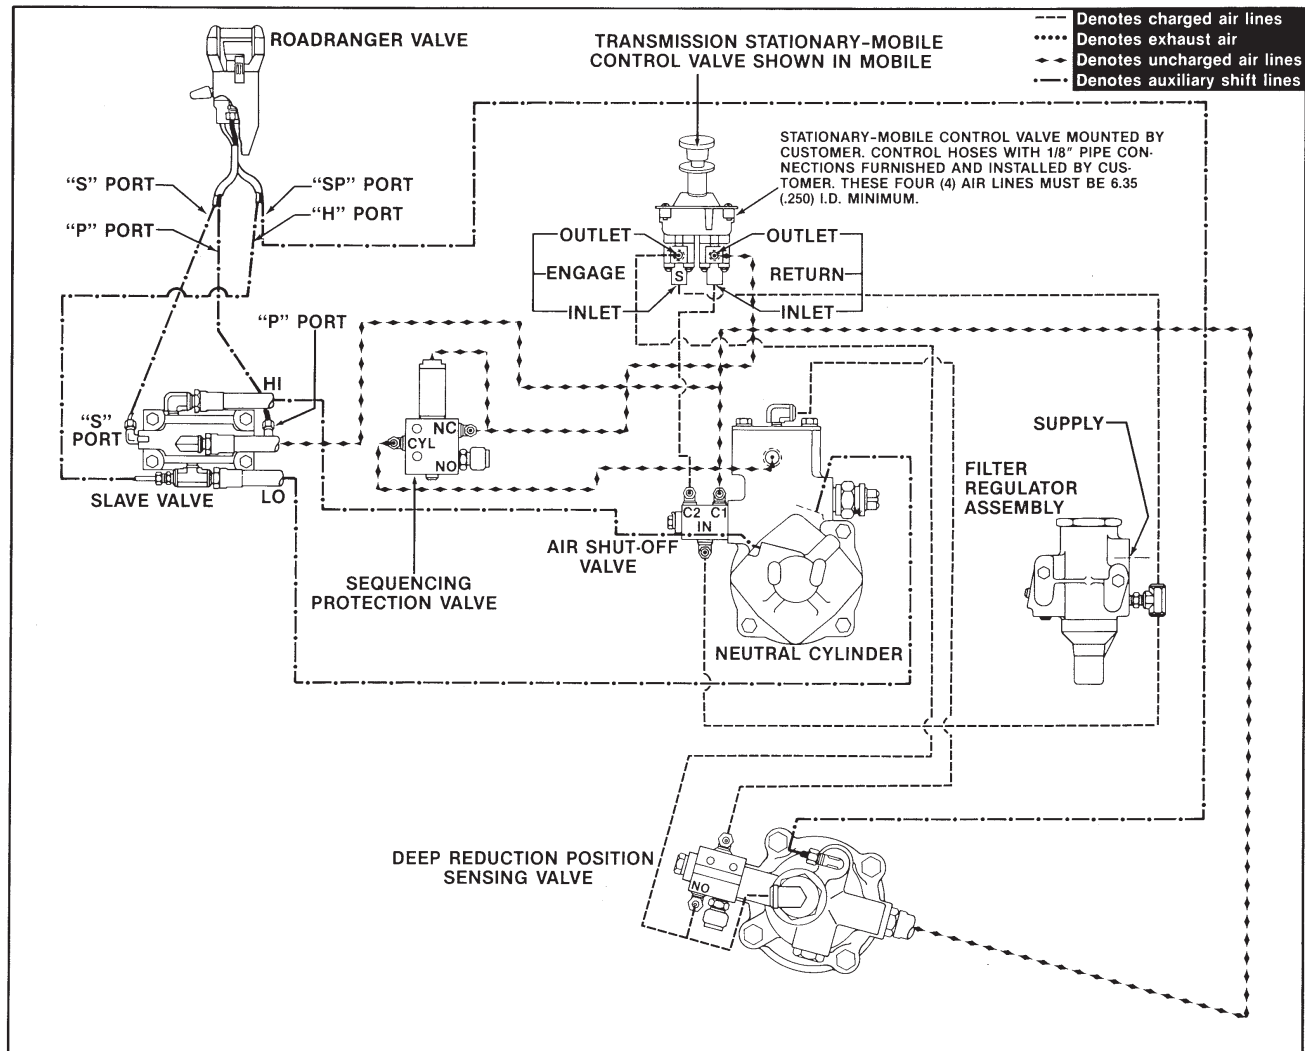 Denotes charged air lines
Denotes exhaust air
Denotes uncharged air lines
Denotes auxiliary shift lines
ROADRANGER VALVE
TRANSMISSION STATIONARY-MOBILE
CONTROL VALVE SHOWN IN MOBILE
STATIONARY-MOBILE CONTROL VALVE MOUNTED BY
CUSTOMER. CONTROL HOSES WITH 1/8" PIPE CON-
NECTIONS FURNISHED AND INSTALLED BY CUS-
TOMER. THESE FOUR (4) AIR LINES MUST BE 6.35
(.250) I.D. MINIMUM.
"S" PORT
"SP" PORT
"H" PORT
"P" PORT
OUTLET
OUTLET
ENGAGE
S
RETURN
INLET
INLET
"P" PORT
HI
"S"
PORT
NC
CYL
NO
SUPPLY
FILTER
REGULATOR
ASSEMBLY
SLAVE VALVE
LO
C2 C1
IN
AIR SHUT-OFF
VALVE
SEQUENCING
PROTECTION VALVE
NEUTRAL CYLINDER
DEEP REDUCTION POSITION
SENSING VALVE
NO